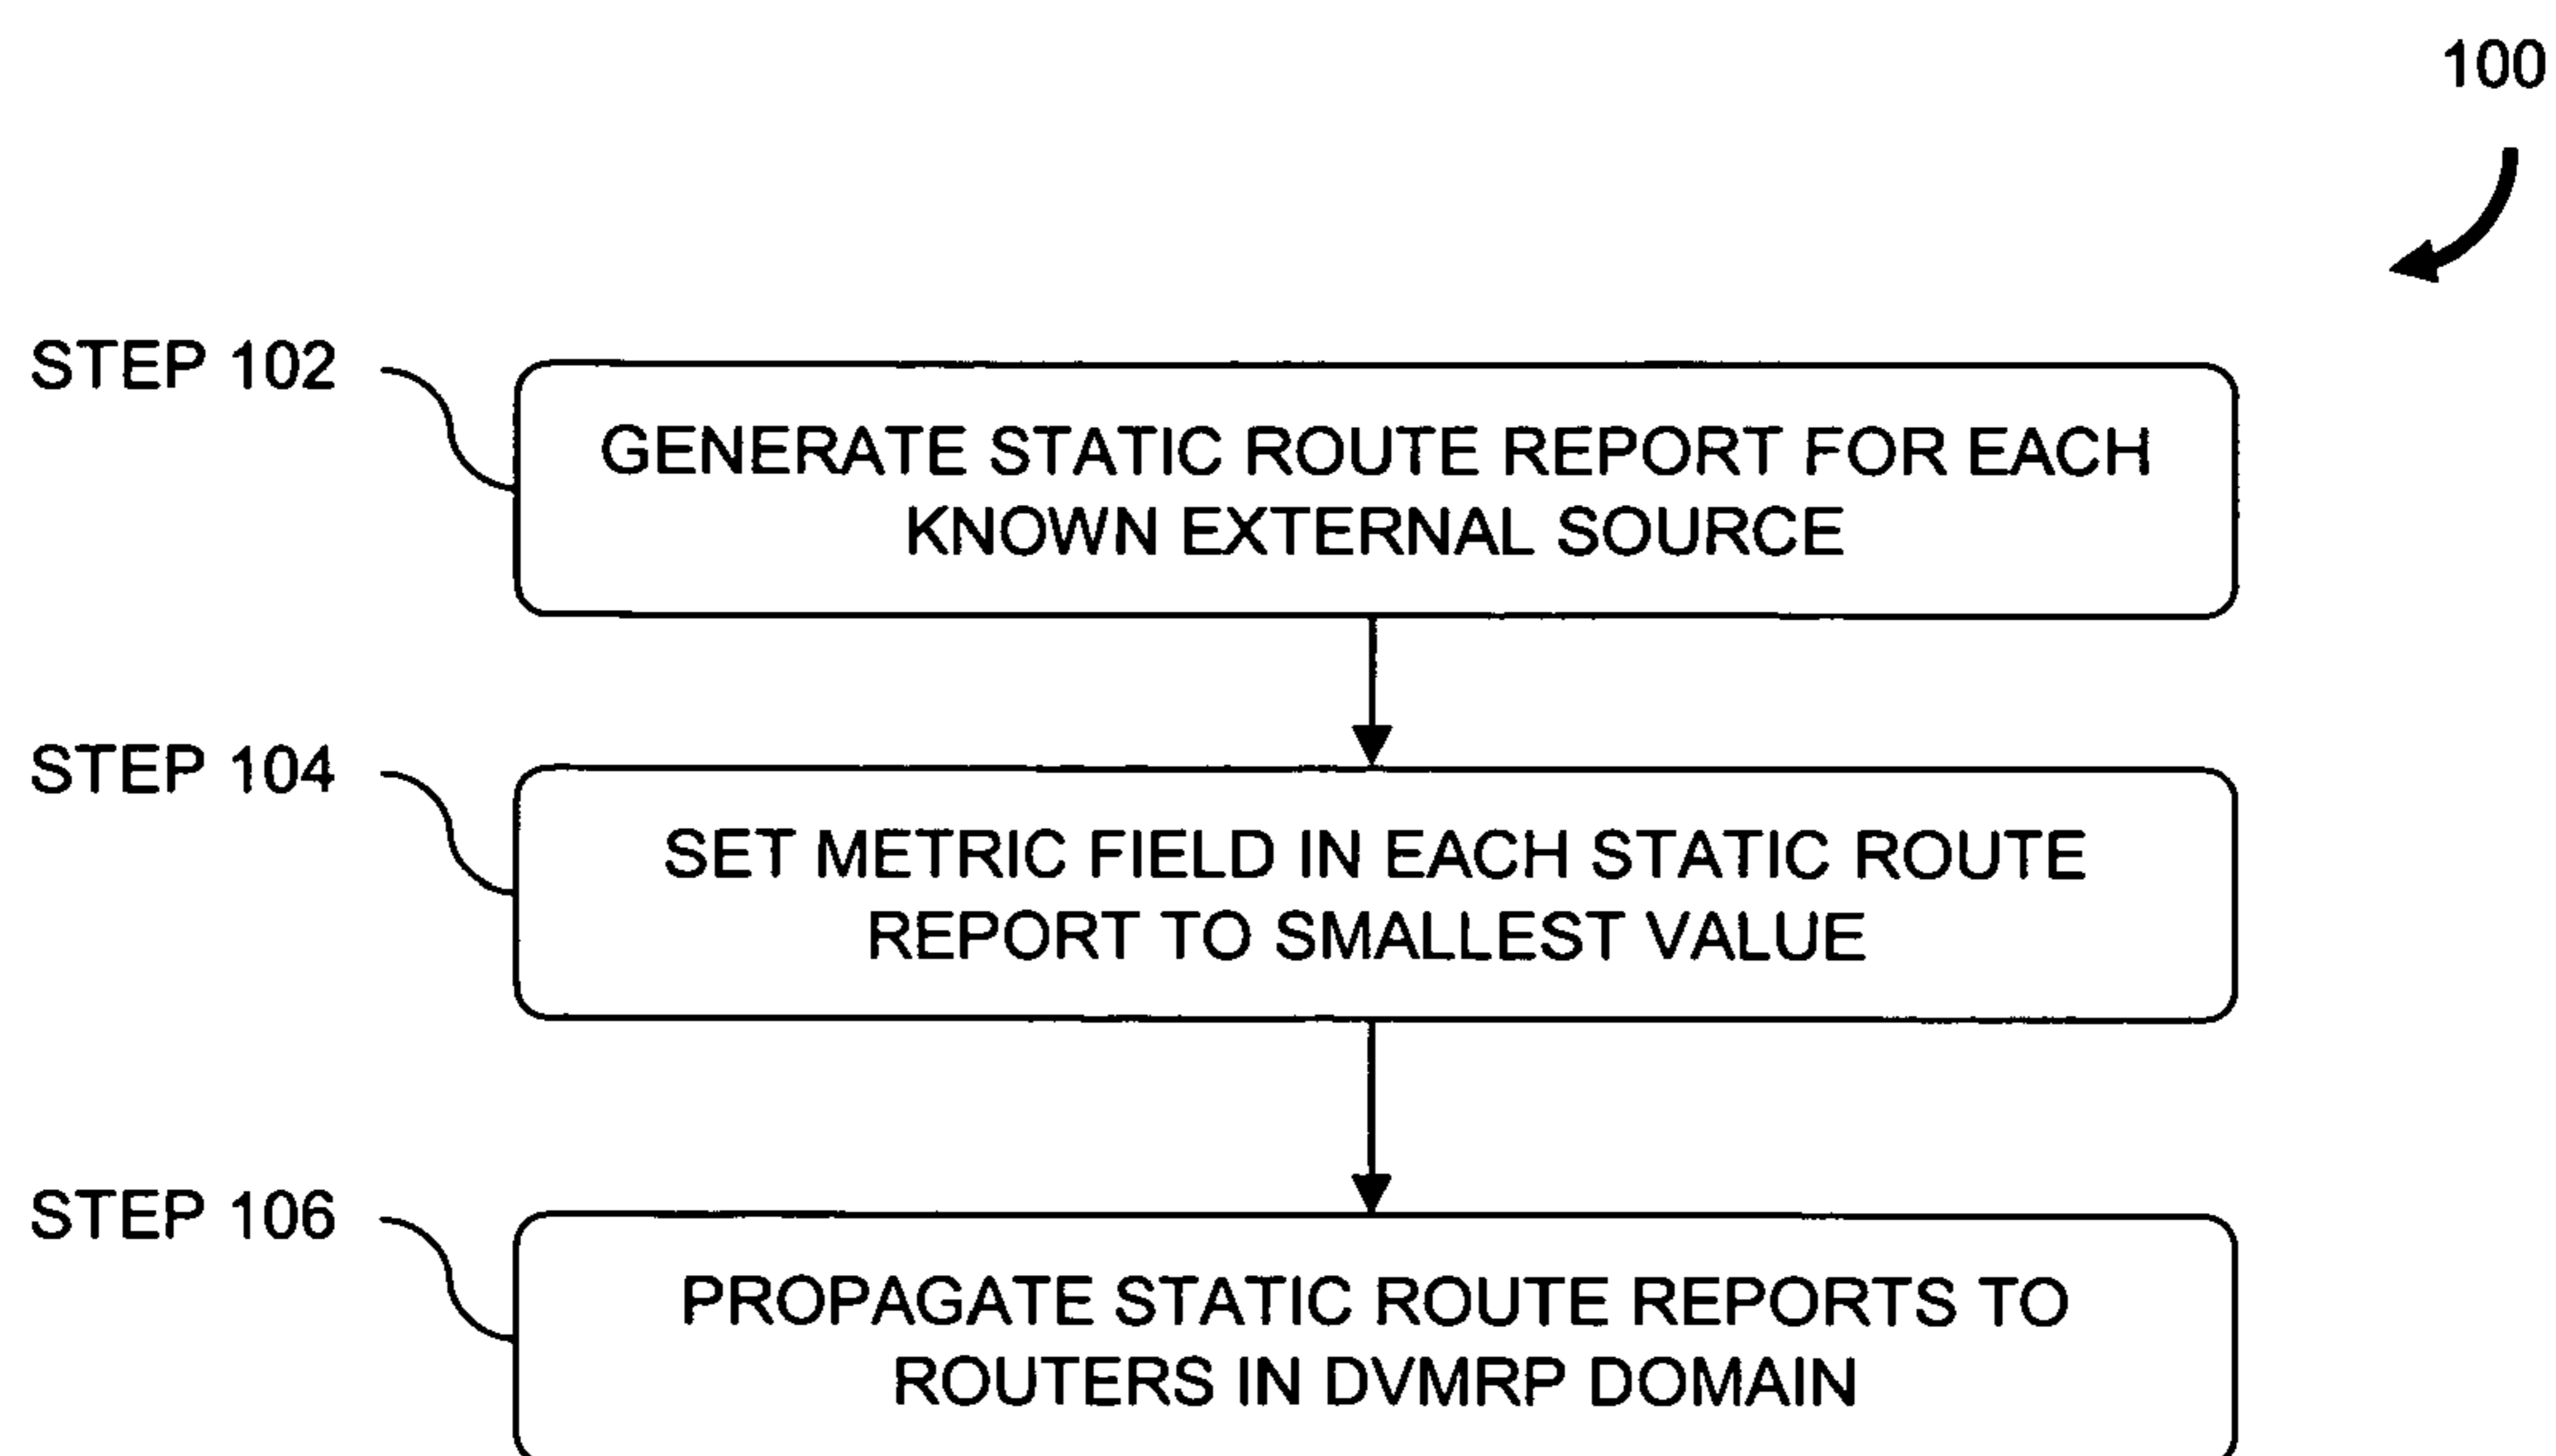 100
STEP 102
GENERATE STATIC ROUTE REPORT FOR EACH
KNOWN EXTERNAL SOURCE
STEP 104
SET METRIC FIELD IN EACH STATIC ROUTE
REPORT TO SMALLEST VALUE
STEP 106
PROPAGATE STATIC ROUTE REPORTS TO
ROUTERS IN DVMRP DOMAIN